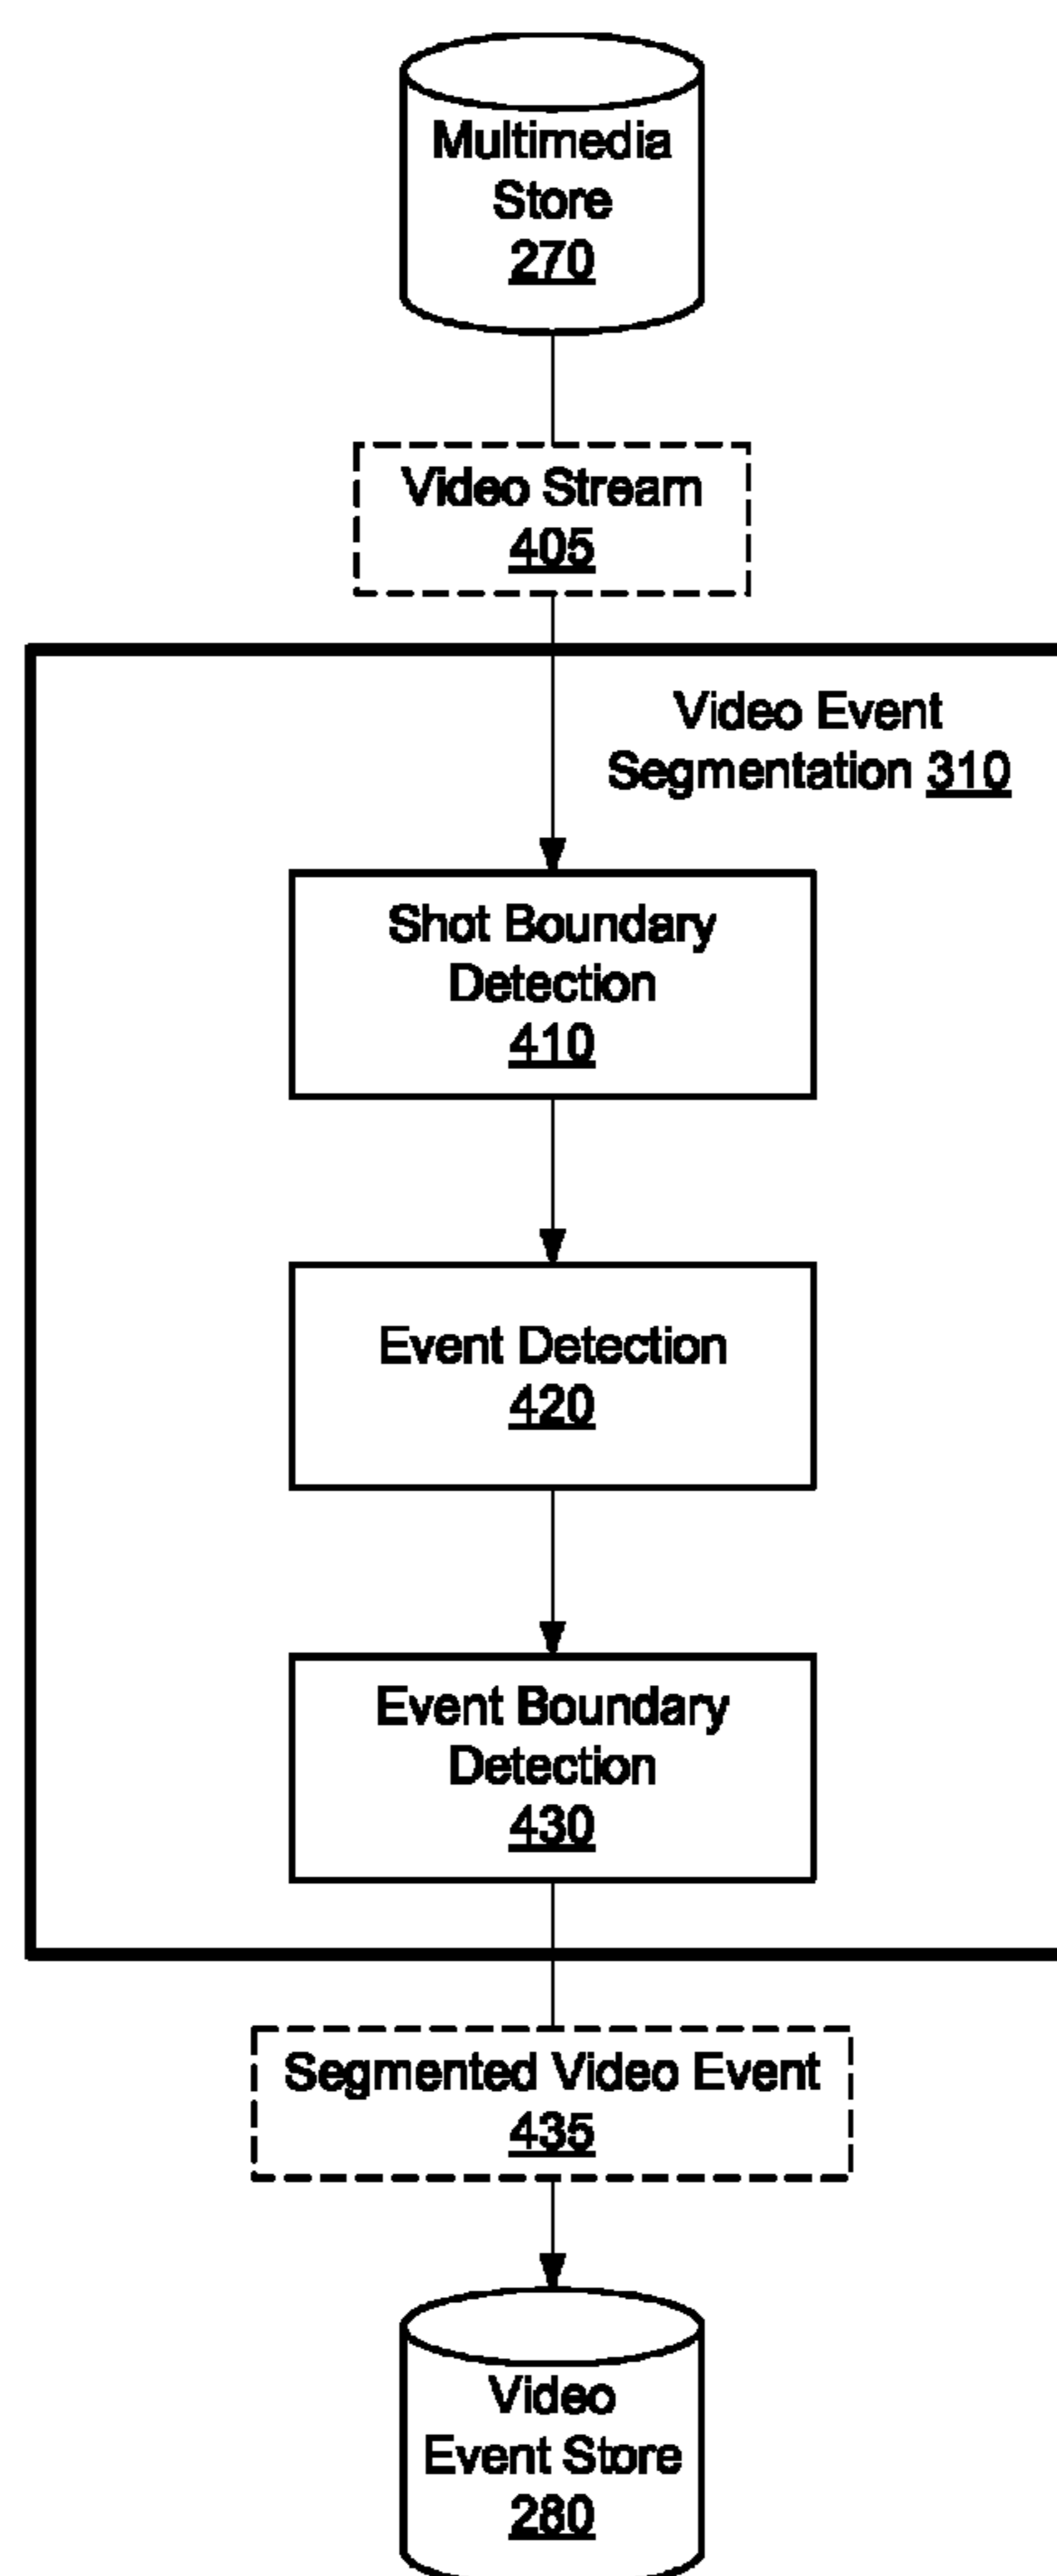 Multimedia
Store
270
Video Stream
405
Video Event
Segmentation 310
Shot Boundary
Detection
410
Event Detection
420
Event Boundary
Detection
430
Segmented Video Event
435
Video
Event Store
280